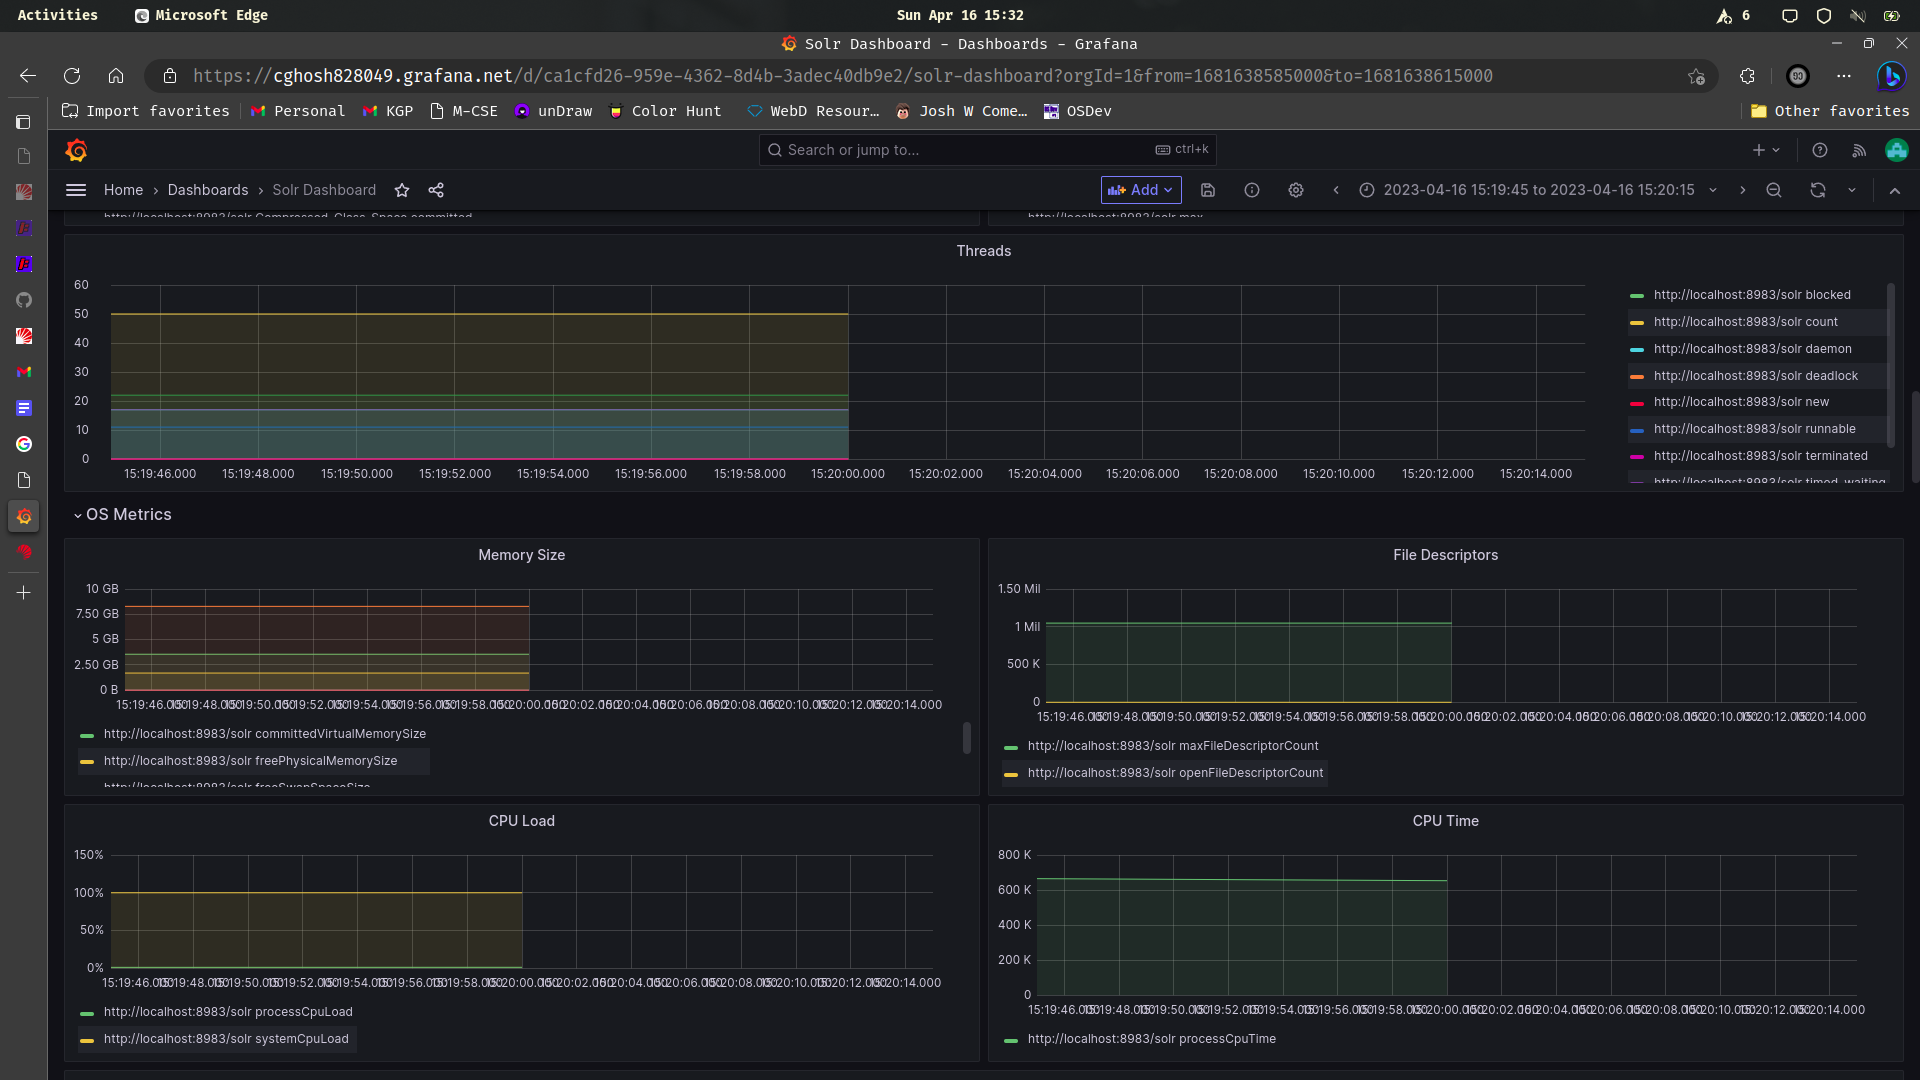 Activities Microsoft Edge Sun Apr 16 15:32 6
Solr Dashboard - Dashboards - Grafana
https://cghosh828049.grafana.net/d/ca1cfd26-959e-4362-8d4b-3adec40db9e2/solr-dashboard?orgId=1&from=1681638585000&to=1681638615000
Import favorites Personal KGP M-CSE unDraw Color Hunt WebD Resour… Josh W Come… OSDev Other favorites
Search or jump to... ctrl+k
Home › Dashboards › Solr Dashboard Add 2023-04-16 15:19:45 to 2023-04-16 15:20:15
http://localhost:8983/solr Compressed-Class-Space committed
http://localhost:8983/solr max
Threads
60
50
40
30
20
10
0
15:19:46.000 15:19:48.000 15:19:50.000 15:19:52.000 15:19:54.000 15:19:56.000 15:19:58.000 15:20:00.000 15:20:02.000 15:20:04.000 15:20:06.000 15:20:08.000 15:20:10.000 15:20:12.000 15:20:14.000
http://localhost:8983/solr blocked
http://localhost:8983/solr count
http://localhost:8983/solr daemon
http://localhost:8983/solr deadlock
http://localhost:8983/solr new
http://localhost:8983/solr runnable
http://localhost:8983/solr terminated
http://localhost:8983/solr timed_waiting
OS Metrics
Memory Size
10 GB
7.50 GB
5 GB
2.50 GB
0 B
15:19:46.000 15:19:48.000 15:19:50.000 15:19:52.000 15:19:54.000 15:19:56.000 15:19:58.000 15:20:00.000 15:20:02.000 15:20:04.000 15:20:06.000 15:20:08.000 15:20:10.000 15:20:12.000 15:20:14.000
http://localhost:8983/solr committedVirtualMemorySize
http://localhost:8983/solr freePhysicalMemorySize
http://localhost:8983/solr freeSwapSpaceSize
File Descriptors
1.50 Mil
1 Mil
500 K
0
15:19:46.000 15:19:48.000 15:19:50.000 15:19:52.000 15:19:54.000 15:19:56.000 15:19:58.000 15:20:00.000 15:20:02.000 15:20:04.000 15:20:06.000 15:20:08.000 15:20:10.000 15:20:12.000 15:20:14.000
http://localhost:8983/solr maxFileDescriptorCount
http://localhost:8983/solr openFileDescriptorCount
CPU Load
150%
100%
50%
0%
15:19:46.000 15:19:48.000 15:19:50.000 15:19:52.000 15:19:54.000 15:19:56.000 15:19:58.000 15:20:00.000 15:20:02.000 15:20:04.000 15:20:06.000 15:20:08.000 15:20:10.000 15:20:12.000 15:20:14.000
http://localhost:8983/solr processCpuLoad
http://localhost:8983/solr systemCpuLoad
CPU Time
800 K
600 K
400 K
200 K
0
15:19:46.000 15:19:48.000 15:19:50.000 15:19:52.000 15:19:54.000 15:19:56.000 15:19:58.000 15:20:00.000 15:20:02.000 15:20:04.000 15:20:06.000 15:20:08.000 15:20:10.000 15:20:12.000 15:20:14.000
http://localhost:8983/solr processCpuTime